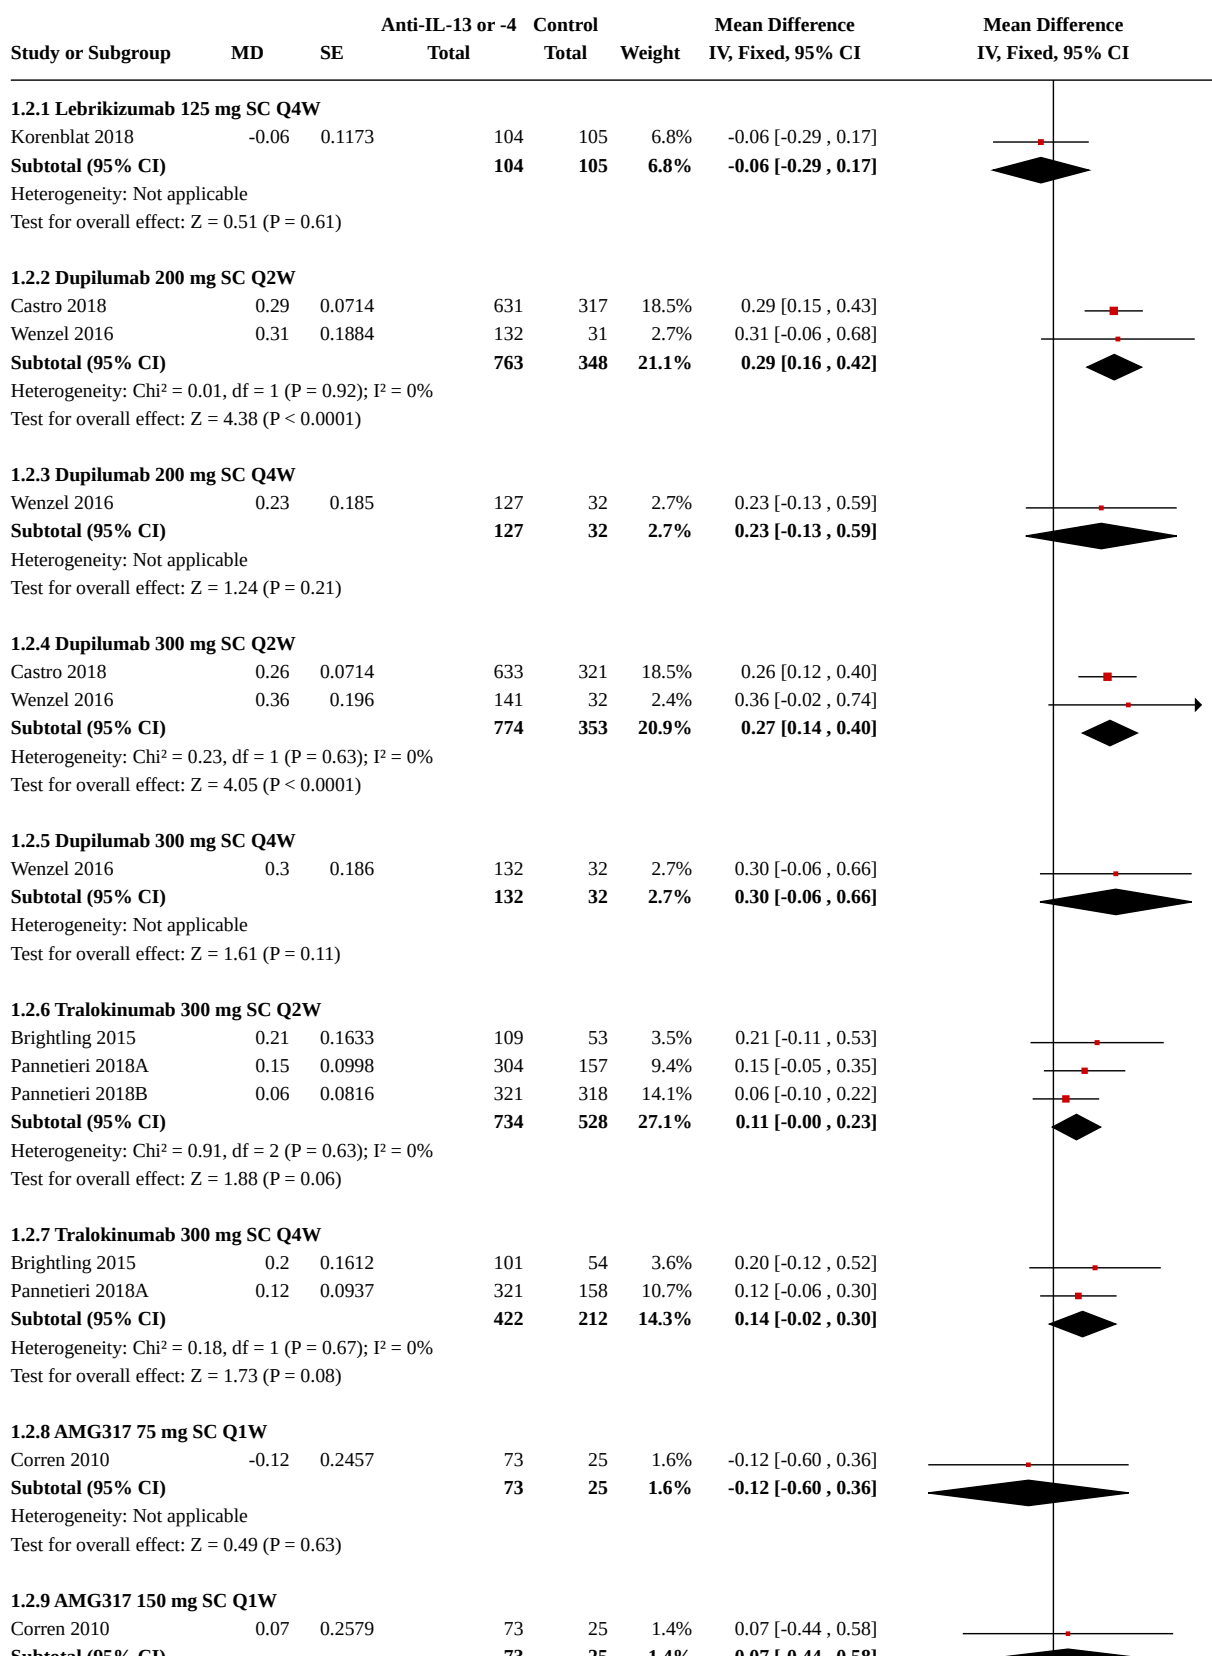 Anti-IL-13 or -4 Control Mean Difference Mean Difference
Study or Subgroup MD SE Total Total Weight IV, Fixed, 95% CI IV, Fixed, 95% CI
1.2.1 Lebrikizumab 125 mg SC Q4W
Korenblat 2018 -0.06 0.1173 104 105 6.8% -0.06 [-0.29 , 0.17]
Subtotal (95% CI) 104 105 6.8% -0.06 [-0.29 , 0.17]
Heterogeneity: Not applicable
Test for overall effect: Z = 0.51 (P = 0.61)
1.2.2 Dupilumab 200 mg SC Q2W
Castro 2018 0.29 0.0714 631 317 18.5% 0.29 [0.15 , 0.43]
Wenzel 2016 0.31 0.1884 132 31 2.7% 0.31 [-0.06 , 0.68]
Subtotal (95% CI) 763 348 21.1% 0.29 [0.16 , 0.42]
Heterogeneity: Chi² = 0.01, df = 1 (P = 0.92); I² = 0%
Test for overall effect: Z = 4.38 (P < 0.0001)
1.2.3 Dupilumab 200 mg SC Q4W
Wenzel 2016 0.23 0.185 127 32 2.7% 0.23 [-0.13 , 0.59]
Subtotal (95% CI) 127 32 2.7% 0.23 [-0.13 , 0.59]
Heterogeneity: Not applicable
Test for overall effect: Z = 1.24 (P = 0.21)
1.2.4 Dupilumab 300 mg SC Q2W
Castro 2018 0.26 0.0714 633 321 18.5% 0.26 [0.12 , 0.40]
Wenzel 2016 0.36 0.196 141 32 2.4% 0.36 [-0.02 , 0.74]
Subtotal (95% CI) 774 353 20.9% 0.27 [0.14 , 0.40]
Heterogeneity: Chi² = 0.23, df = 1 (P = 0.63); I² = 0%
Test for overall effect: Z = 4.05 (P < 0.0001)
1.2.5 Dupilumab 300 mg SC Q4W
Wenzel 2016 0.3 0.186 132 32 2.7% 0.30 [-0.06 , 0.66]
Subtotal (95% CI) 132 32 2.7% 0.30 [-0.06 , 0.66]
Heterogeneity: Not applicable
Test for overall effect: Z = 1.61 (P = 0.11)
1.2.6 Tralokinumab 300 mg SC Q2W
Brightling 2015 0.21 0.1633 109 53 3.5% 0.21 [-0.11 , 0.53]
Pannetieri 2018A 0.15 0.0998 304 157 9.4% 0.15 [-0.05 , 0.35]
Pannetieri 2018B 0.06 0.0816 321 318 14.1% 0.06 [-0.10 , 0.22]
Subtotal (95% CI) 734 528 27.1% 0.11 [-0.00 , 0.23]
Heterogeneity: Chi² = 0.91, df = 2 (P = 0.63); I² = 0%
Test for overall effect: Z = 1.88 (P = 0.06)
1.2.7 Tralokinumab 300 mg SC Q4W
Brightling 2015 0.2 0.1612 101 54 3.6% 0.20 [-0.12 , 0.52]
Pannetieri 2018A 0.12 0.0937 321 158 10.7% 0.12 [-0.06 , 0.30]
Subtotal (95% CI) 422 212 14.3% 0.14 [-0.02 , 0.30]
Heterogeneity: Chi² = 0.18, df = 1 (P = 0.67); I² = 0%
Test for overall effect: Z = 1.73 (P = 0.08)
1.2.8 AMG317 75 mg SC Q1W
Corren 2010 -0.12 0.2457 73 25 1.6% -0.12 [-0.60 , 0.36]
Subtotal (95% CI) 73 25 1.6% -0.12 [-0.60 , 0.36]
Heterogeneity: Not applicable
Test for overall effect: Z = 0.49 (P = 0.63)
1.2.9 AMG317 150 mg SC Q1W
Corren 2010 0.07 0.2579 73 25 1.4% 0.07 [-0.44 , 0.58]
Subtotal (95% CI) 73 25 1.4% 0.07 [-0.44 , 0.58]